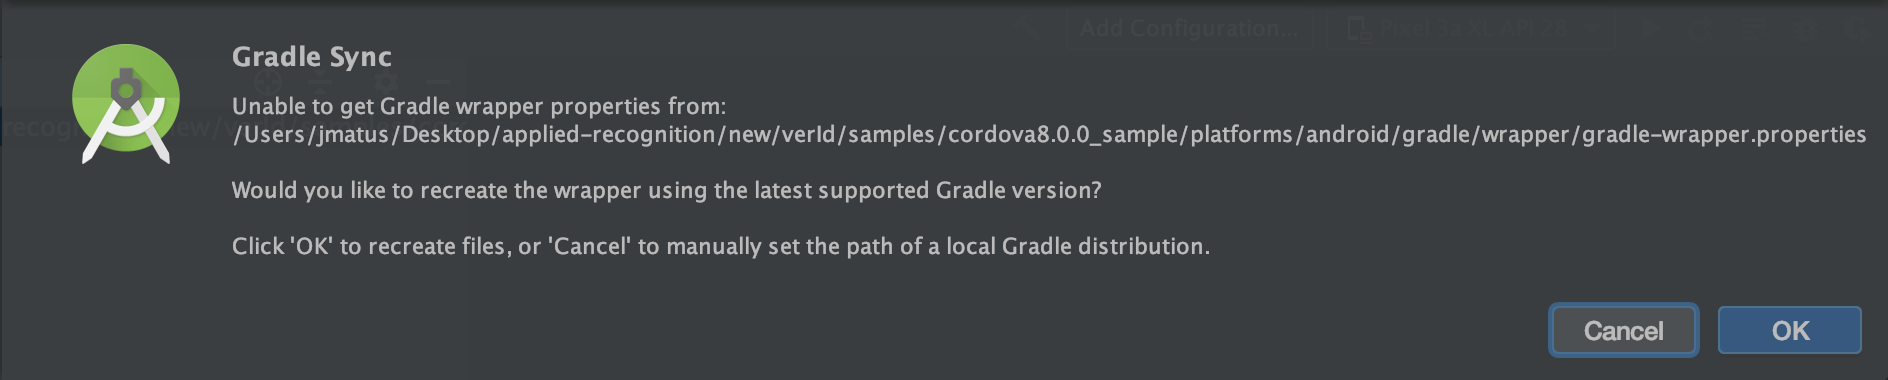 Add Configuration...
Pixel 3a XL API 28
Gradle Sync
Unable to get Gradle wrapper properties from:
/Users/jmatus/Desktop/applied-recognition/new/verId/samples/cordova8.0.0_sample/platforms/android/gradle/wrapper/gradle-wrapper.properties
Would you like to recreate the wrapper using the latest supported Gradle version?
Click 'OK' to recreate files, or 'Cancel' to manually set the path of a local Gradle distribution.
Cancel
OK